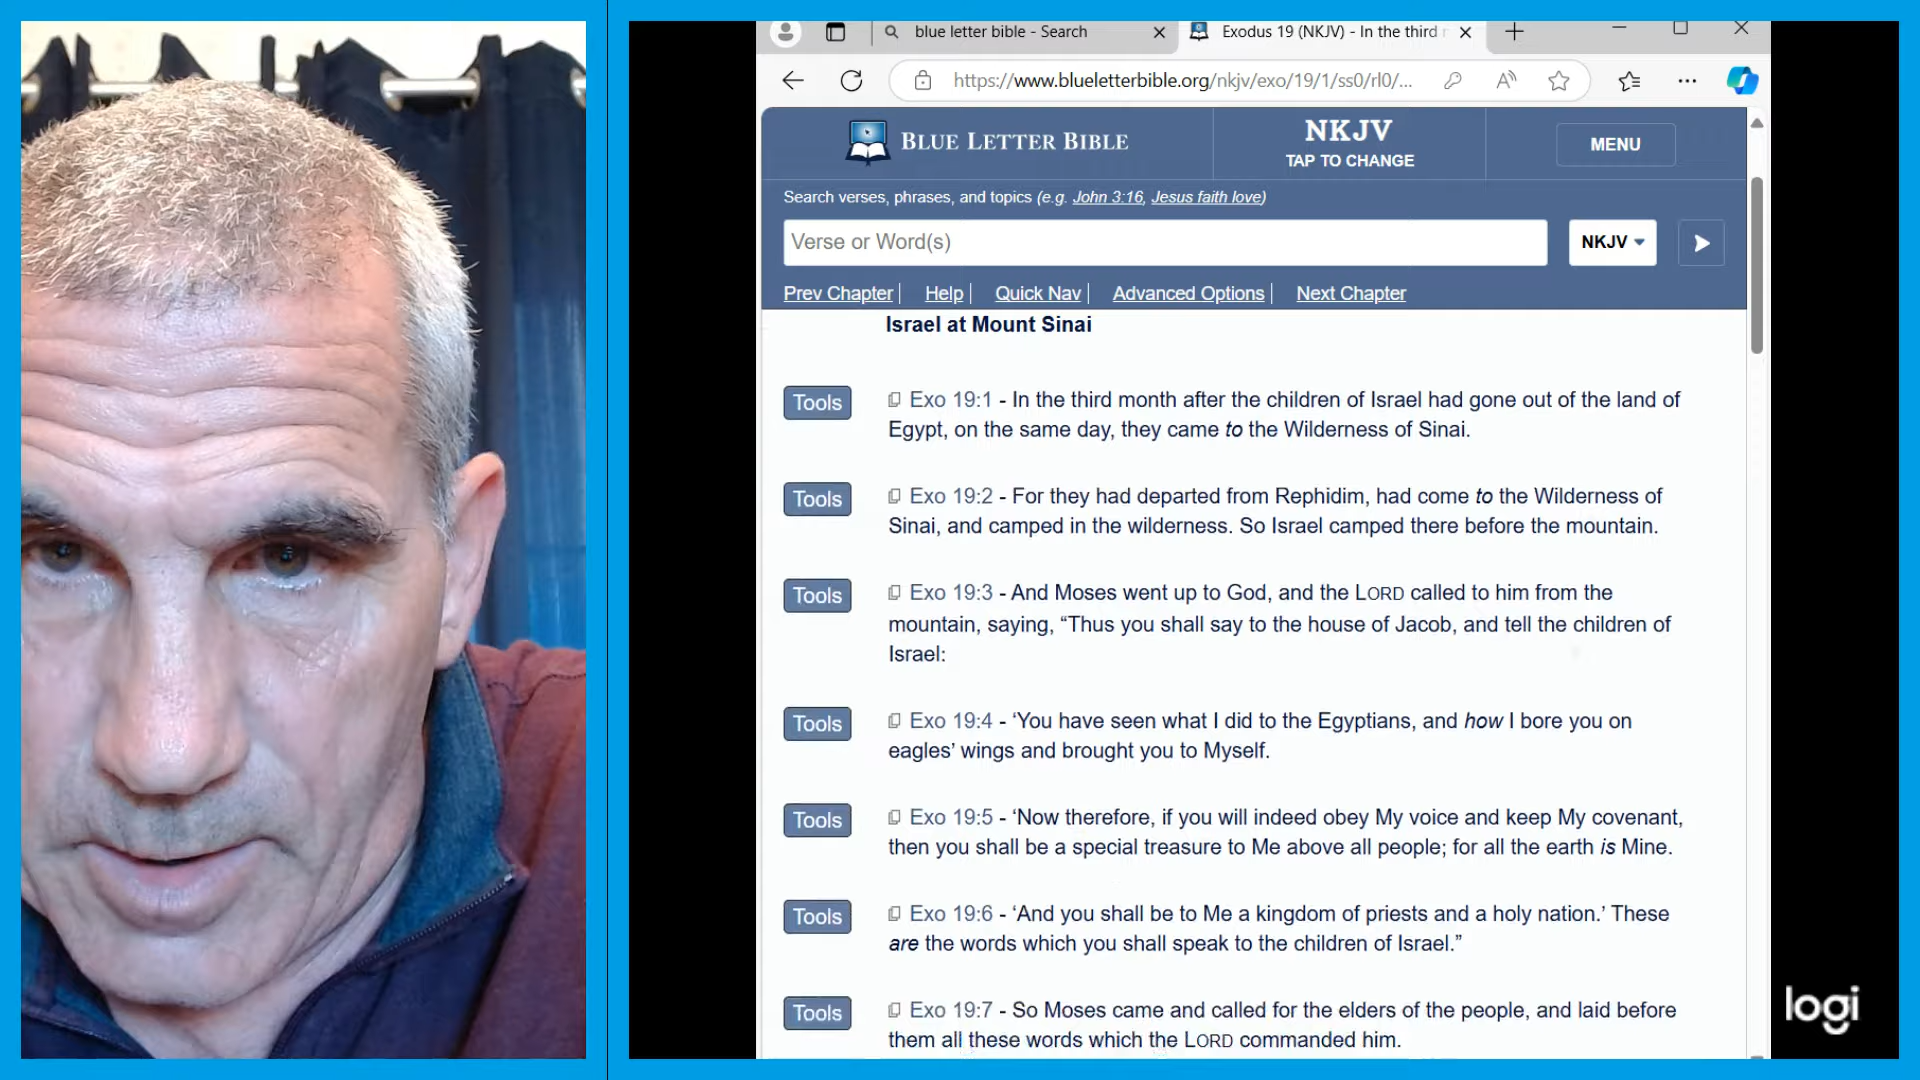 blue letter bible - Search
Exodus 19 (NKJV) - In the third
https://www.blueletterbible.org/nkjv/exo/19/1/ss0/rl0/...
BLUE LETTER BIBLE
NKJV
TAP TO CHANGE
MENU
Search verses, phrases, and topics (e.g. John 3:16, Jesus faith love)
Verse or Word(s)
NKJV
Prev Chapter | Help | Quick Nav | Advanced Options | Next Chapter
Israel at Mount Sinai
Tools
Exo 19:1 - In the third month after the children of Israel had gone out of the land of
Egypt, on the same day, they came to the Wilderness of Sinai.
Tools
Exo 19:2 - For they had departed from Rephidim, had come to the Wilderness of
Sinai, and camped in the wilderness. So Israel camped there before the mountain.
Tools
Exo 19:3 - And Moses went up to God, and the LORD called to him from the
mountain, saying, “Thus you shall say to the house of Jacob, and tell the children of
Israel:
Tools
Exo 19:4 - ‘You have seen what I did to the Egyptians, and how I bore you on
eagles’ wings and brought you to Myself.
Tools
Exo 19:5 - ‘Now therefore, if you will indeed obey My voice and keep My covenant,
then you shall be a special treasure to Me above all people; for all the earth is Mine.
Tools
Exo 19:6 - ‘And you shall be to Me a kingdom of priests and a holy nation.’ These
are the words which you shall speak to the children of Israel.”
Tools
Exo 19:7 - So Moses came and called for the elders of the people, and laid before
them all these words which the LORD commanded him.
logi